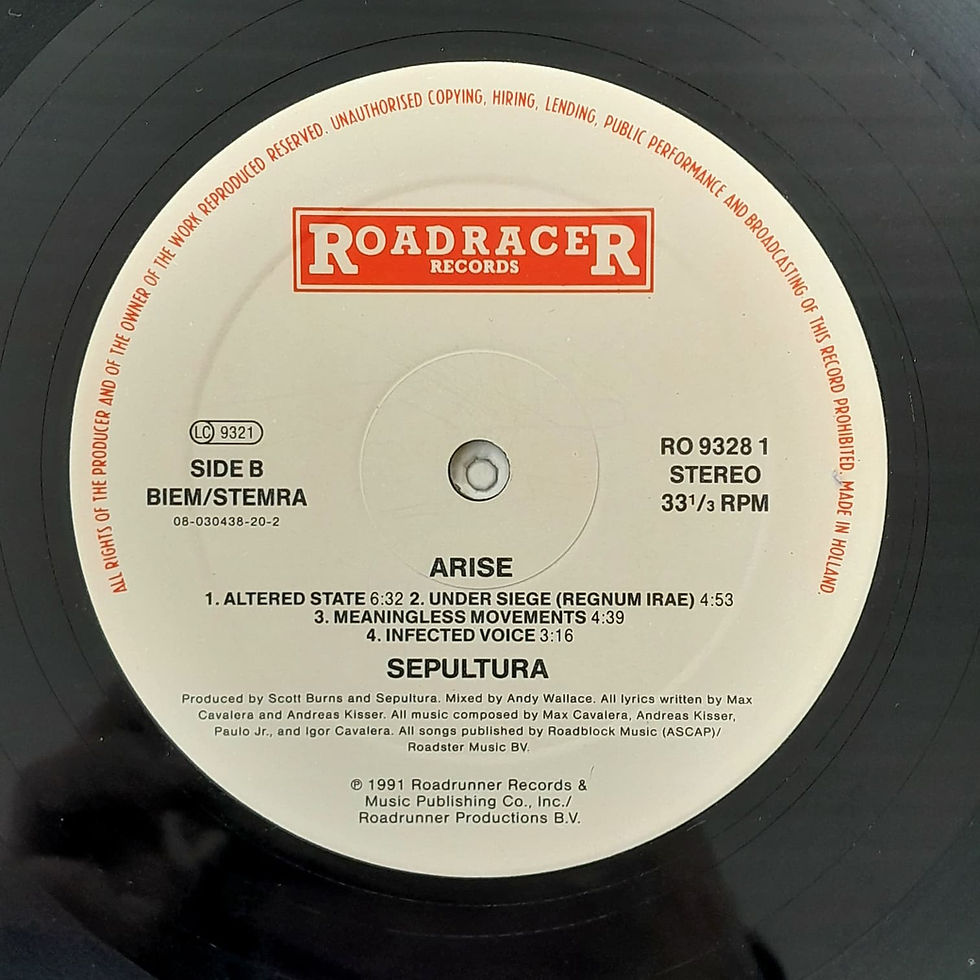 ALL RIGHTS OF THE PRODUCER AND OF THE OWNER OF THE WORK REPRODUCED RESERVED. UNAUTHORISED COPYING, HIRING, LENDING, PUBLIC PERFORMANCE AND BROADCASTING OF THIS RECORD PROHIBITED. MADE IN HOLLAND.
ROADRACER
RECORDS
LC 9321
SIDE B
BIEM/STEMRA
08-030438-20-2
RO 9328 1
STEREO
33¹/₃ RPM
ARISE
1. ALTERED STATE 6:32 2. UNDER SIEGE (REGNUM IRAE) 4:53
3. MEANINGLESS MOVEMENTS 4:39
4. INFECTED VOICE 3:16
SEPULTURA
Produced by Scott Burns and Sepultura. Mixed by Andy Wallace. All lyrics written by Max
Cavalera and Andreas Kisser. All music composed by Max Cavalera, Andreas Kisser,
Paulo Jr., and Igor Cavalera. All songs published by Roadblock Music (ASCAP)/
Roadster Music BV.
℗ 1991 Roadrunner Records &
Music Publishing Co., Inc./
Roadrunner Productions B.V.